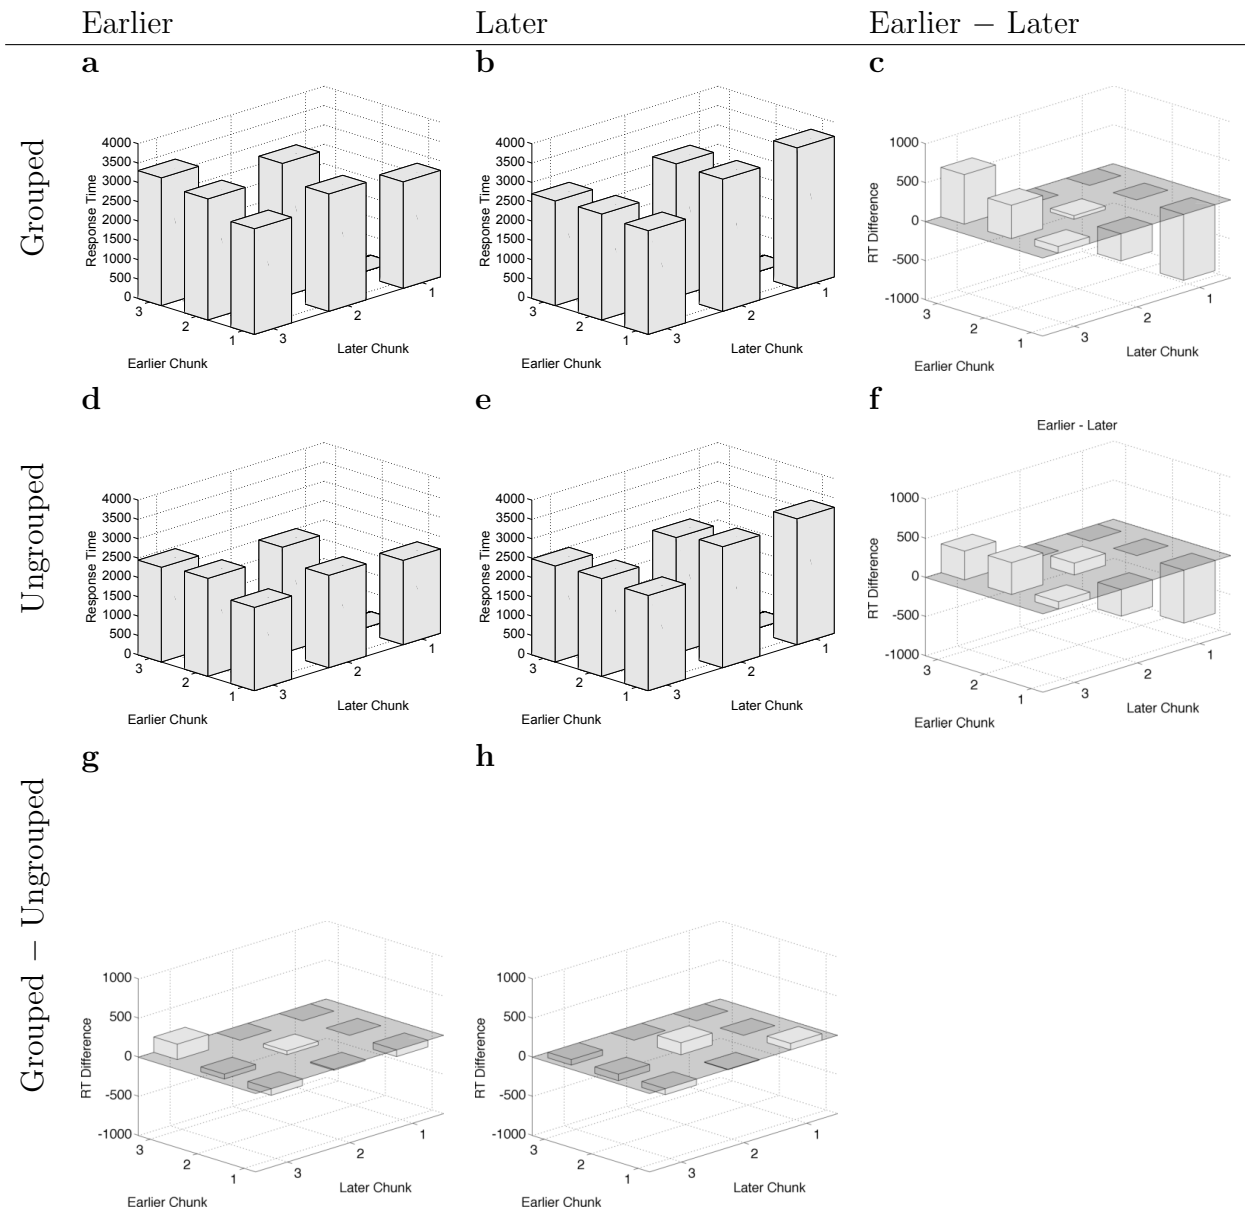 Earlier Later Earlier − Later
Grouped
a
4000
3500
3000
2500
2000
1500
1000
500
0
Response Time
3
2
1
Earlier Chunk
3
2
1
Later Chunk
b
4000
3500
3000
2500
2000
1500
1000
500
0
Response Time
3
2
1
Earlier Chunk
3
2
1
Later Chunk
c
1000
500
0
-500
-1000
RT Difference
3
2
1
Earlier Chunk
3
2
1
Later Chunk
Ungrouped
d
4000
3500
3000
2500
2000
1500
1000
500
0
Response Time
3
2
1
Earlier Chunk
3
2
1
Later Chunk
e
4000
3500
3000
2500
2000
1500
1000
500
0
Response Time
3
2
1
Earlier Chunk
3
2
1
Later Chunk
f
Earlier - Later
1000
500
0
-500
-1000
RT Difference
3
2
1
Earlier Chunk
3
2
1
Later Chunk
Grouped − Ungrouped
g
1000
500
0
-500
-1000
RT Difference
3
2
1
Earlier Chunk
3
2
1
Later Chunk
h
1000
500
0
-500
-1000
RT Difference
3
2
1
Earlier Chunk
3
2
1
Later Chunk